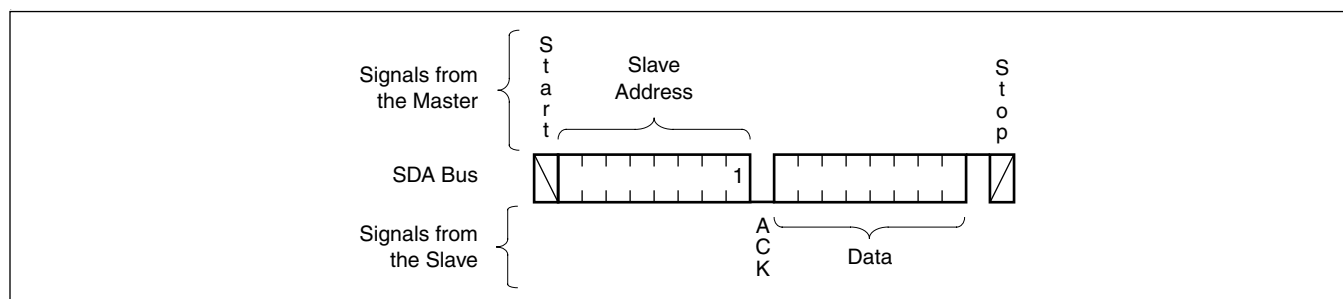 Signals from
the Master
Start
Slave
Address
Stop
SDA Bus
1
Signals from
the Slave
ACK
Data